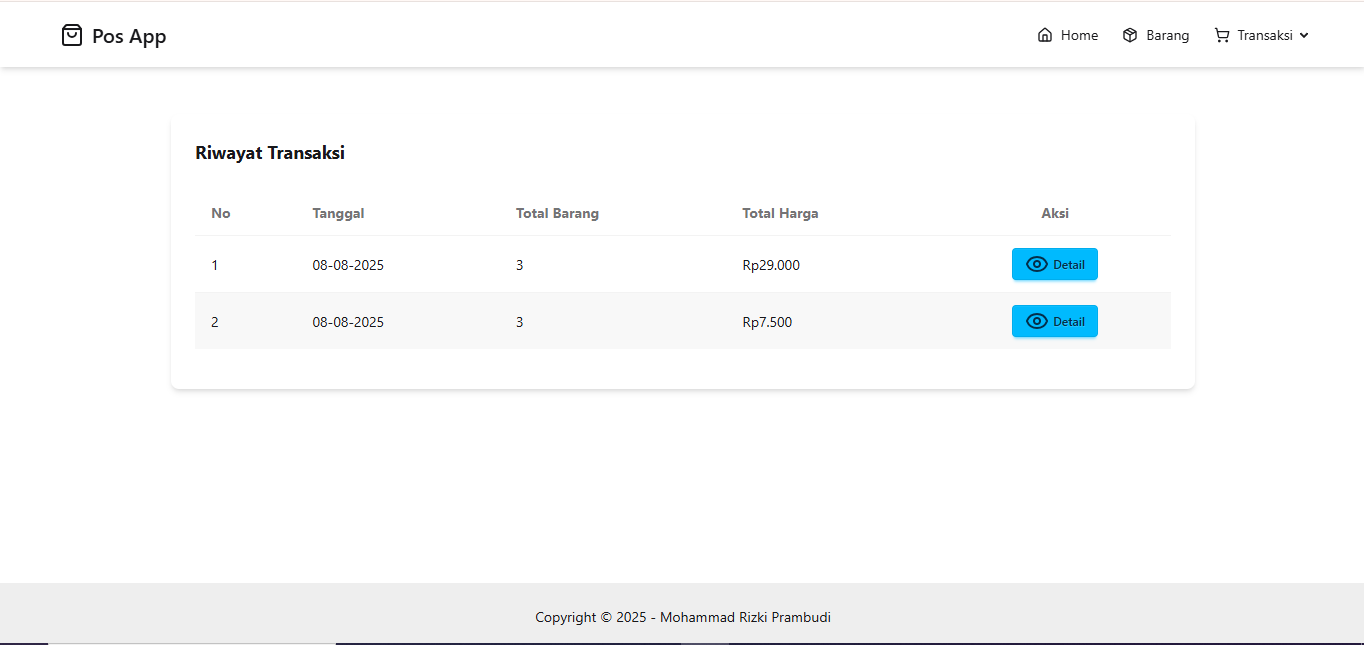 Pos App Home Barang Transaksi
Riwayat Transaksi
No Tanggal Total Barang Total Harga Aksi
1 08-08-2025 3 Rp29.000 Detail
2 08-08-2025 3 Rp7.500 Detail
Copyright © 2025 - Mohammad Rizki Prambudi